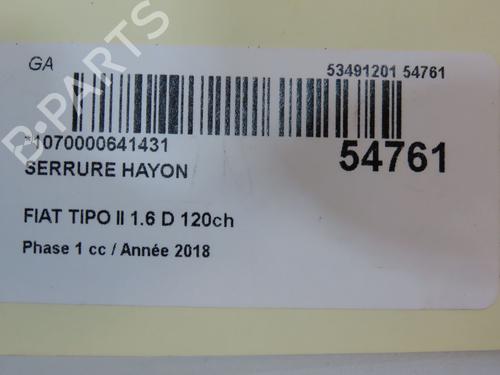 GA
53491201 54761
*1070000641431
54761
SERRURE HAYON
FIAT TIPO II 1.6 D 120ch
Phase 1 cc / Année 2018
B-PARTS